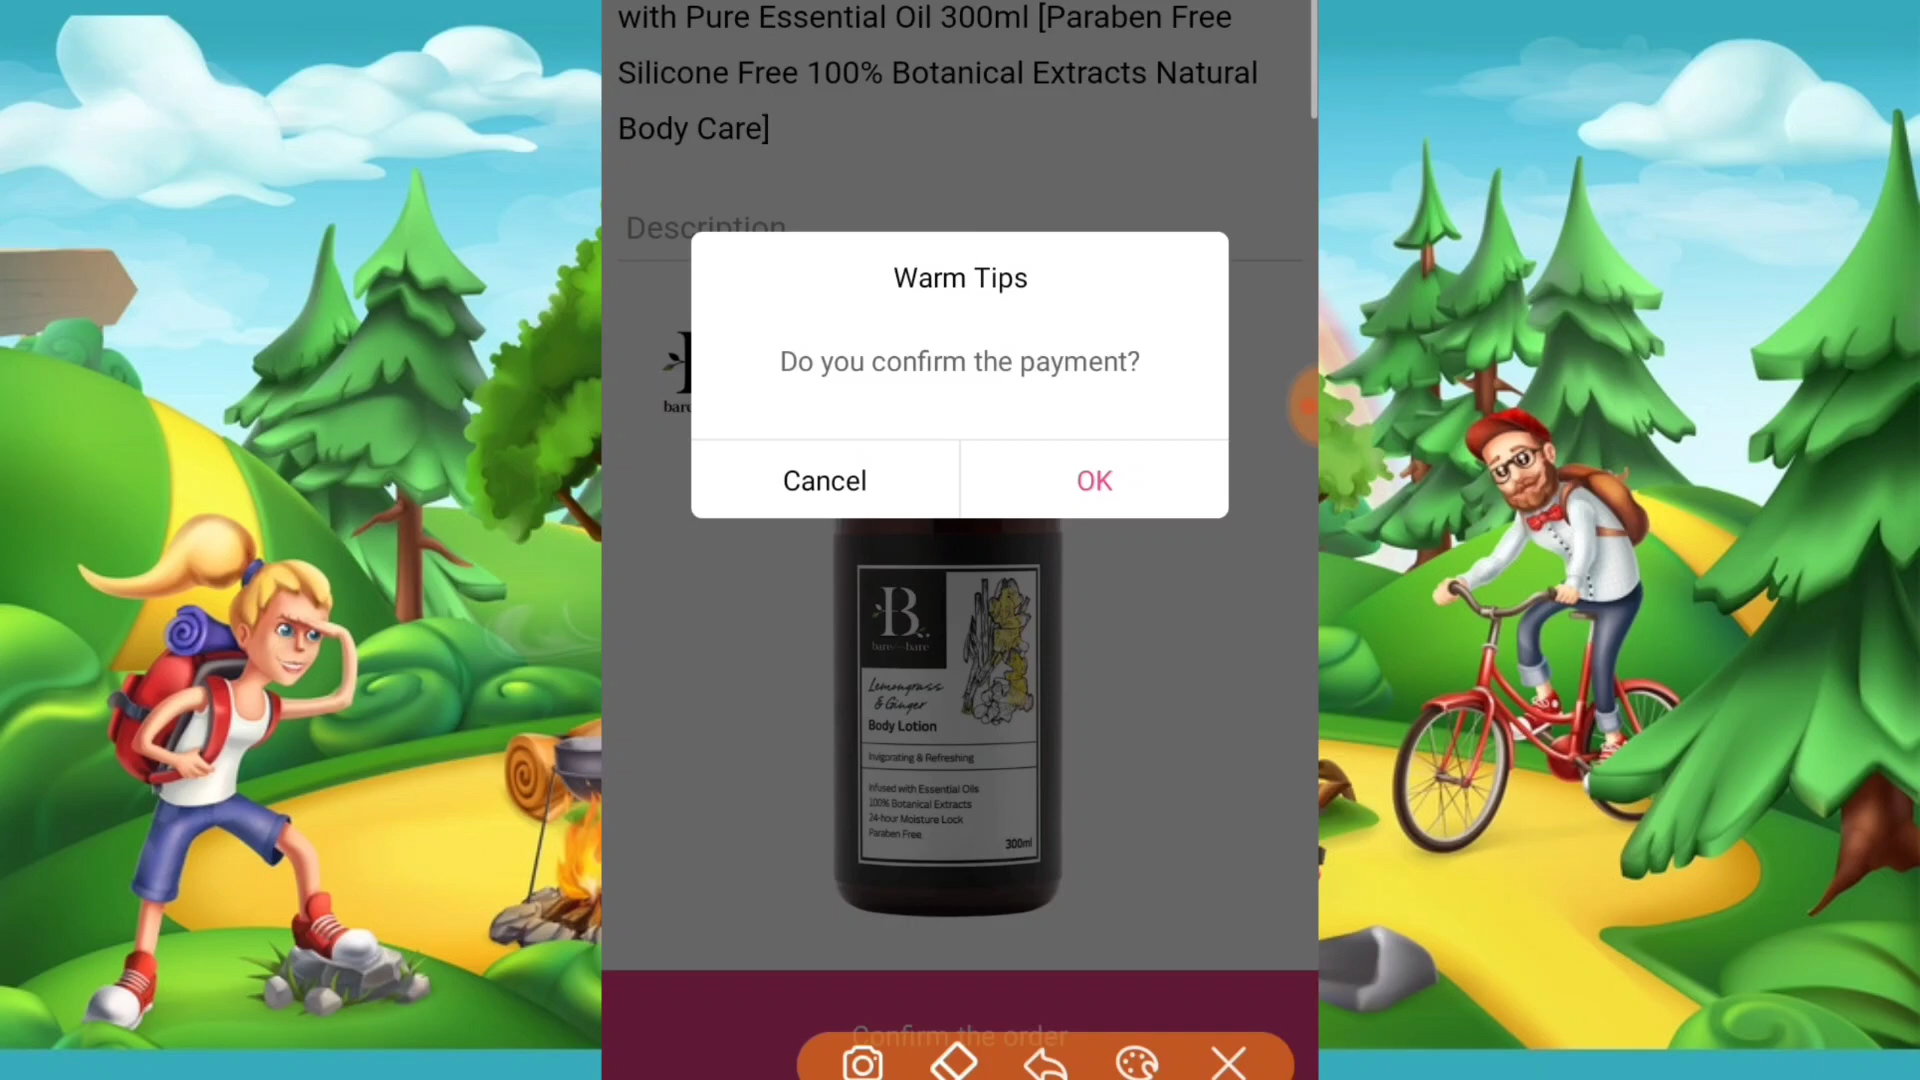 with Pure Essential Oil 300ml [Paraben Free
Silicone Free 100% Botanical Extracts Natural
Body Care]
Description
Warm Tips
Do you confirm the payment?
Cancel
OK
B
bare
Lemongrass
& Ginger
Body Lotion
Invigorating & Refreshing
Infused with Essential Oils
100% Botanical Extracts
24-hour Moisture Lock
Paraben Free
300ml
Confirm the order